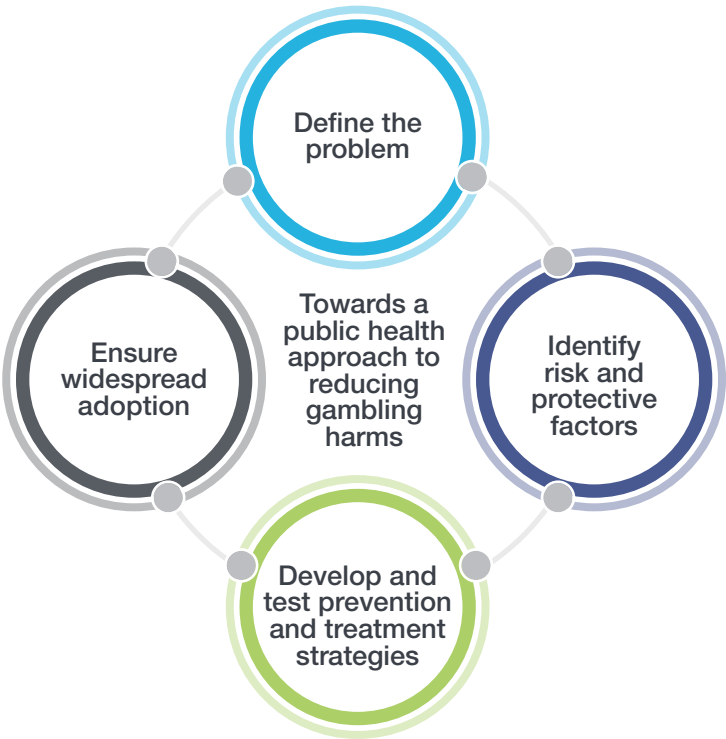 Define the
problem
Identify
risk and
protective
factors
Develop and
test prevention
and treatment
strategies
Ensure
widespread
adoption
Towards a
public health
approach to
reducing
gambling
harms